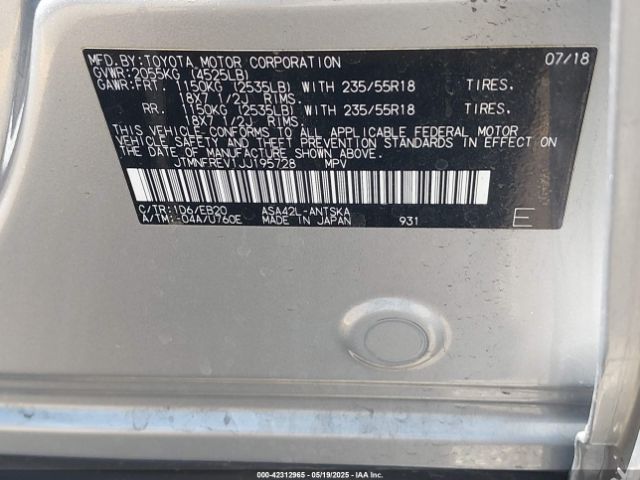 MFD.BY:TOYOTA MOTOR CORPORATION 07/18
GVWR:2055KG (4525LB)
GAWR:FRT. 1150KG (2535LB) WITH 235/55R18 TIRES.
18X7 1/2J RIMS.
RR. 1150KG (2535LB) WITH 235/55R18 TIRES.
18X7 1/2J RIMS.
THIS VEHICLE CONFORMS TO ALL APPLICABLE FEDERAL MOTOR
VEHICLE SAFETY AND THEFT PREVENTION STANDARDS IN EFFECT ON
THE DATE OF MANUFACTURE SHOWN ABOVE.
JTMNFREV1JJ195728 MPV
C/TR:1D6/EB20 ASA42L-ANTSKA
A/TM:-04A/U760E MADE IN JAPAN 931 E
000-42312965 - 05/19/2025 - IAA Inc.